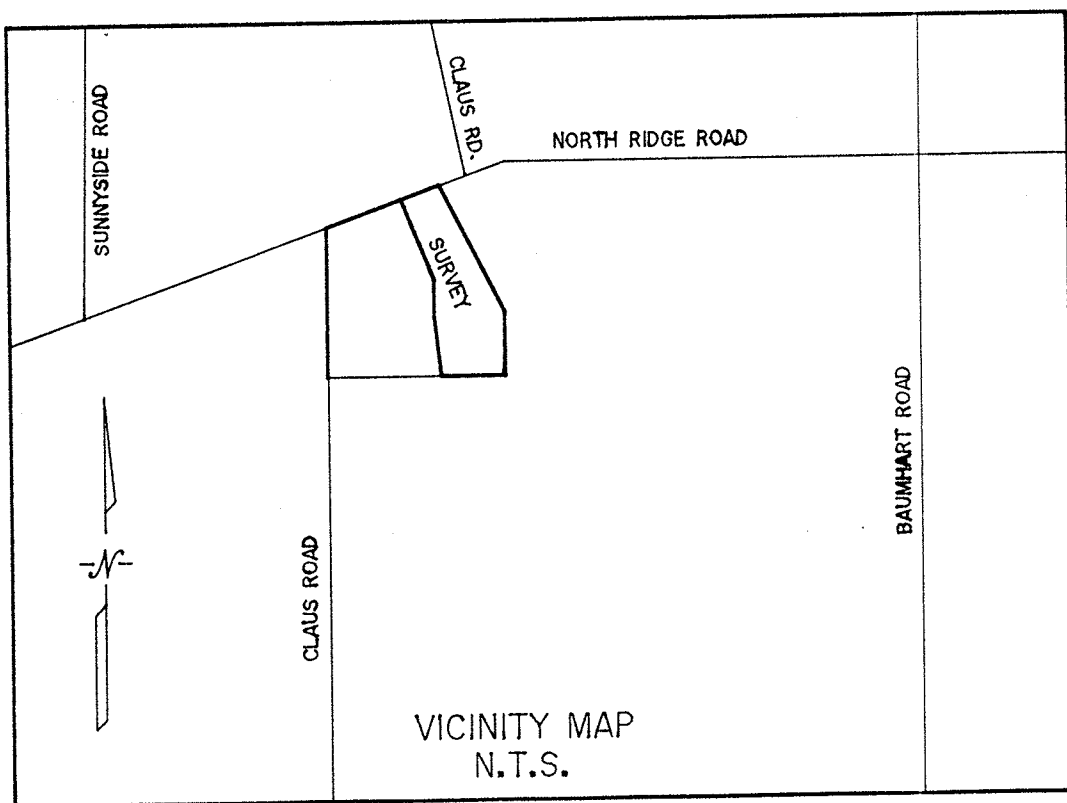 SUNNYSIDE ROAD
CLAUS RD.
NORTH RIDGE ROAD
SURVEY
BAUMHART ROAD
CLAUS ROAD
-N-
VICINITY MAP
N.T.S.